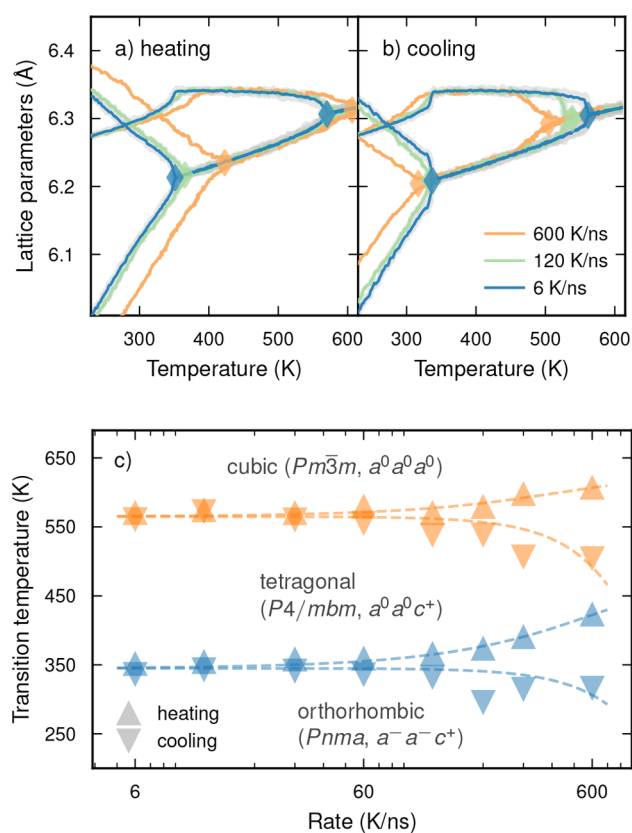 a) heating
b) cooling
6.4
6.3
6.2
6.1
Lattice parameters (Å)
600 K/ns
120 K/ns
6 K/ns
300 400 500 600
300 400 500 600
Temperature (K)
Temperature (K)
c)
cubic (Pm3̅m, a⁰a⁰a⁰)
650
550
450
350
250
Transition temperature (K)
tetragonal
(P4/mbm, a⁰a⁰c⁺)
heating
cooling
orthorhombic
(Pnma, a⁻a⁻c⁺)
6 60 600
Rate (K/ns)